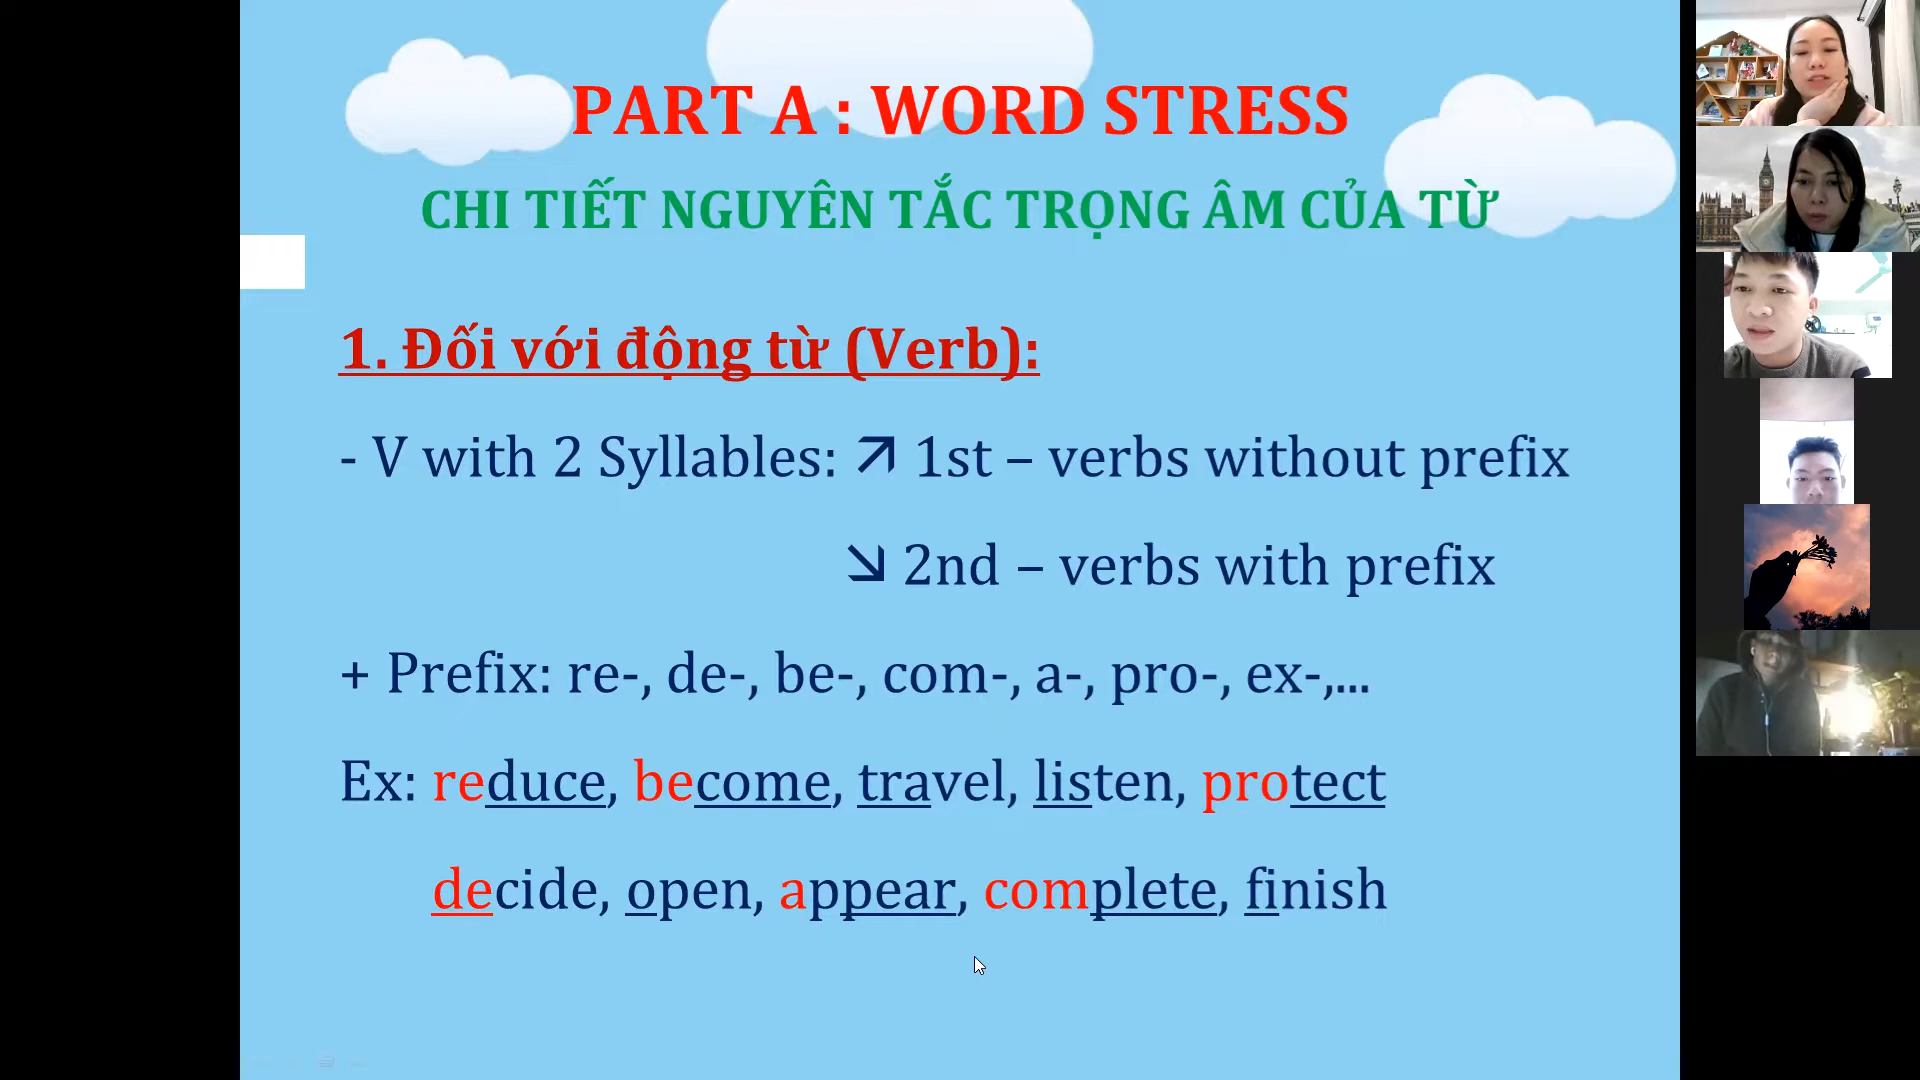 PART A : WORD STRESS
CHI TIẾT NGUYÊN TẮC TRỌNG ÂM CỦA TỪ
1. Đối với động từ (Verb):
- V with 2 Syllables: ↗ 1st – verbs without prefix
↘ 2nd – verbs with prefix
+ Prefix: re-, de-, be-, com-, a-, pro-, ex-,...
Ex: reduce, become, travel, listen, protect
decide, open, appear, complete, finish